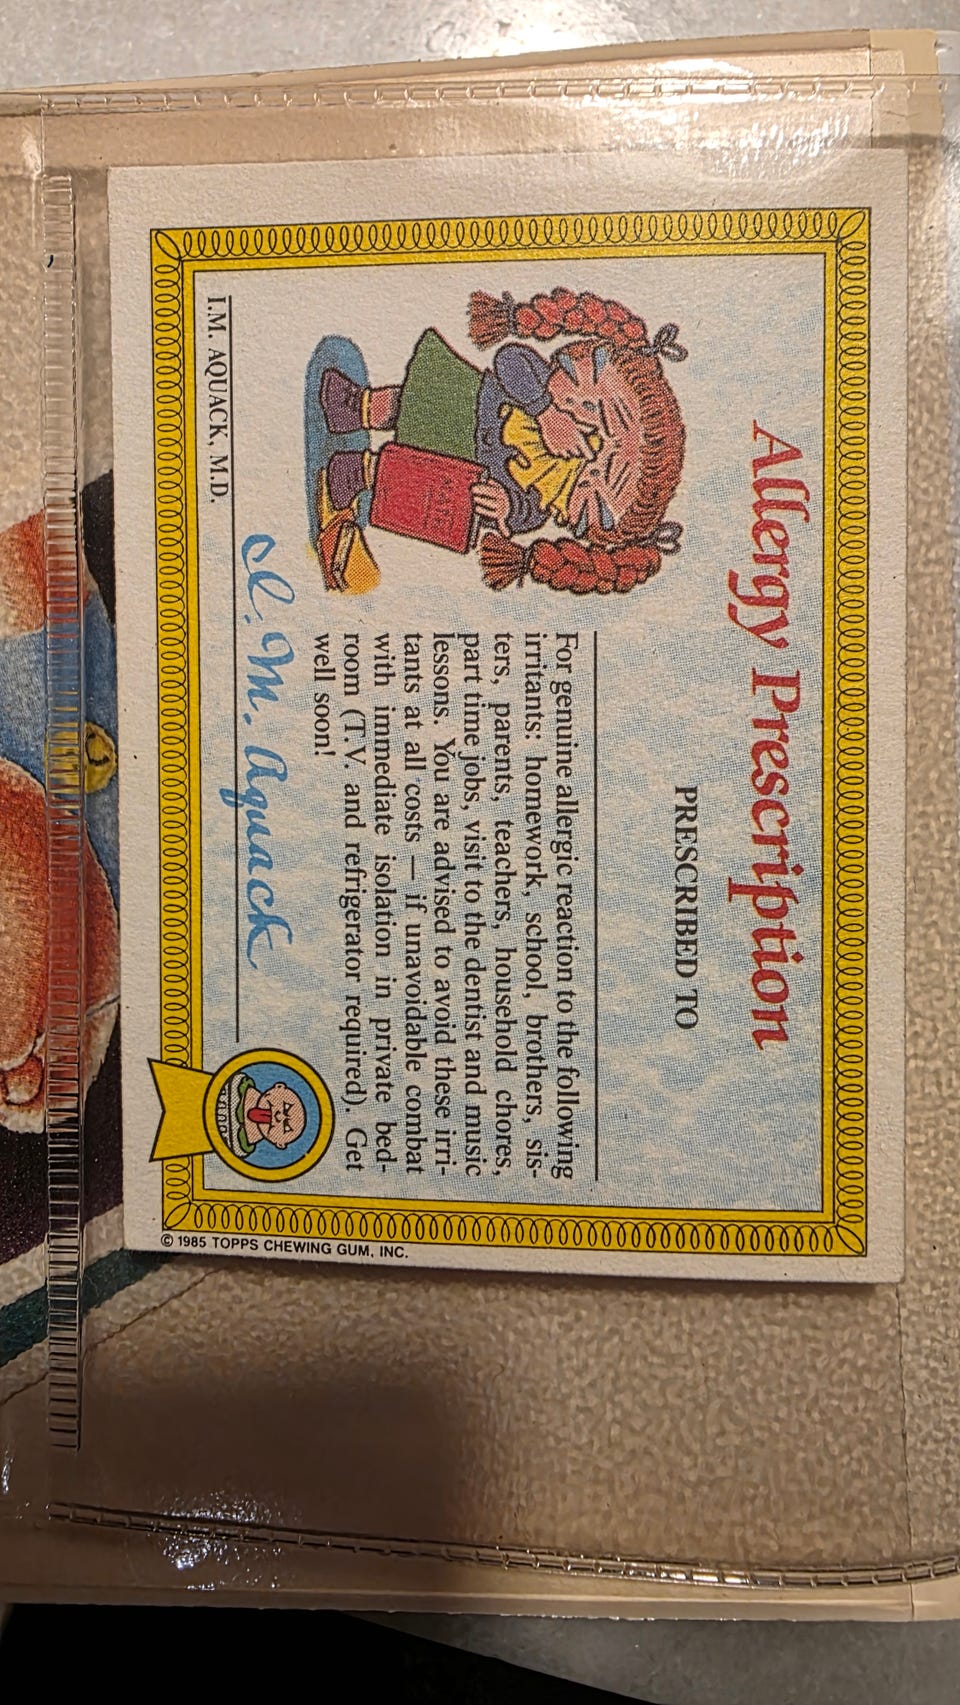 Allergy Prescription
PRESCRIBED TO
For genuine allergic reaction to the following
irritants: homework, school, brothers, sis-
ters, parents, teachers, household chores,
part time jobs, visit to the dentist and music
lessons. You are advised to avoid these irri-
tants at all costs — if unavoidable combat
with immediate isolation in private bed-
room (T.V. and refrigerator required). Get
well soon!
I. M. Aquack
I.M. AQUACK, M.D.
© 1985 TOPPS CHEWING GUM, INC.